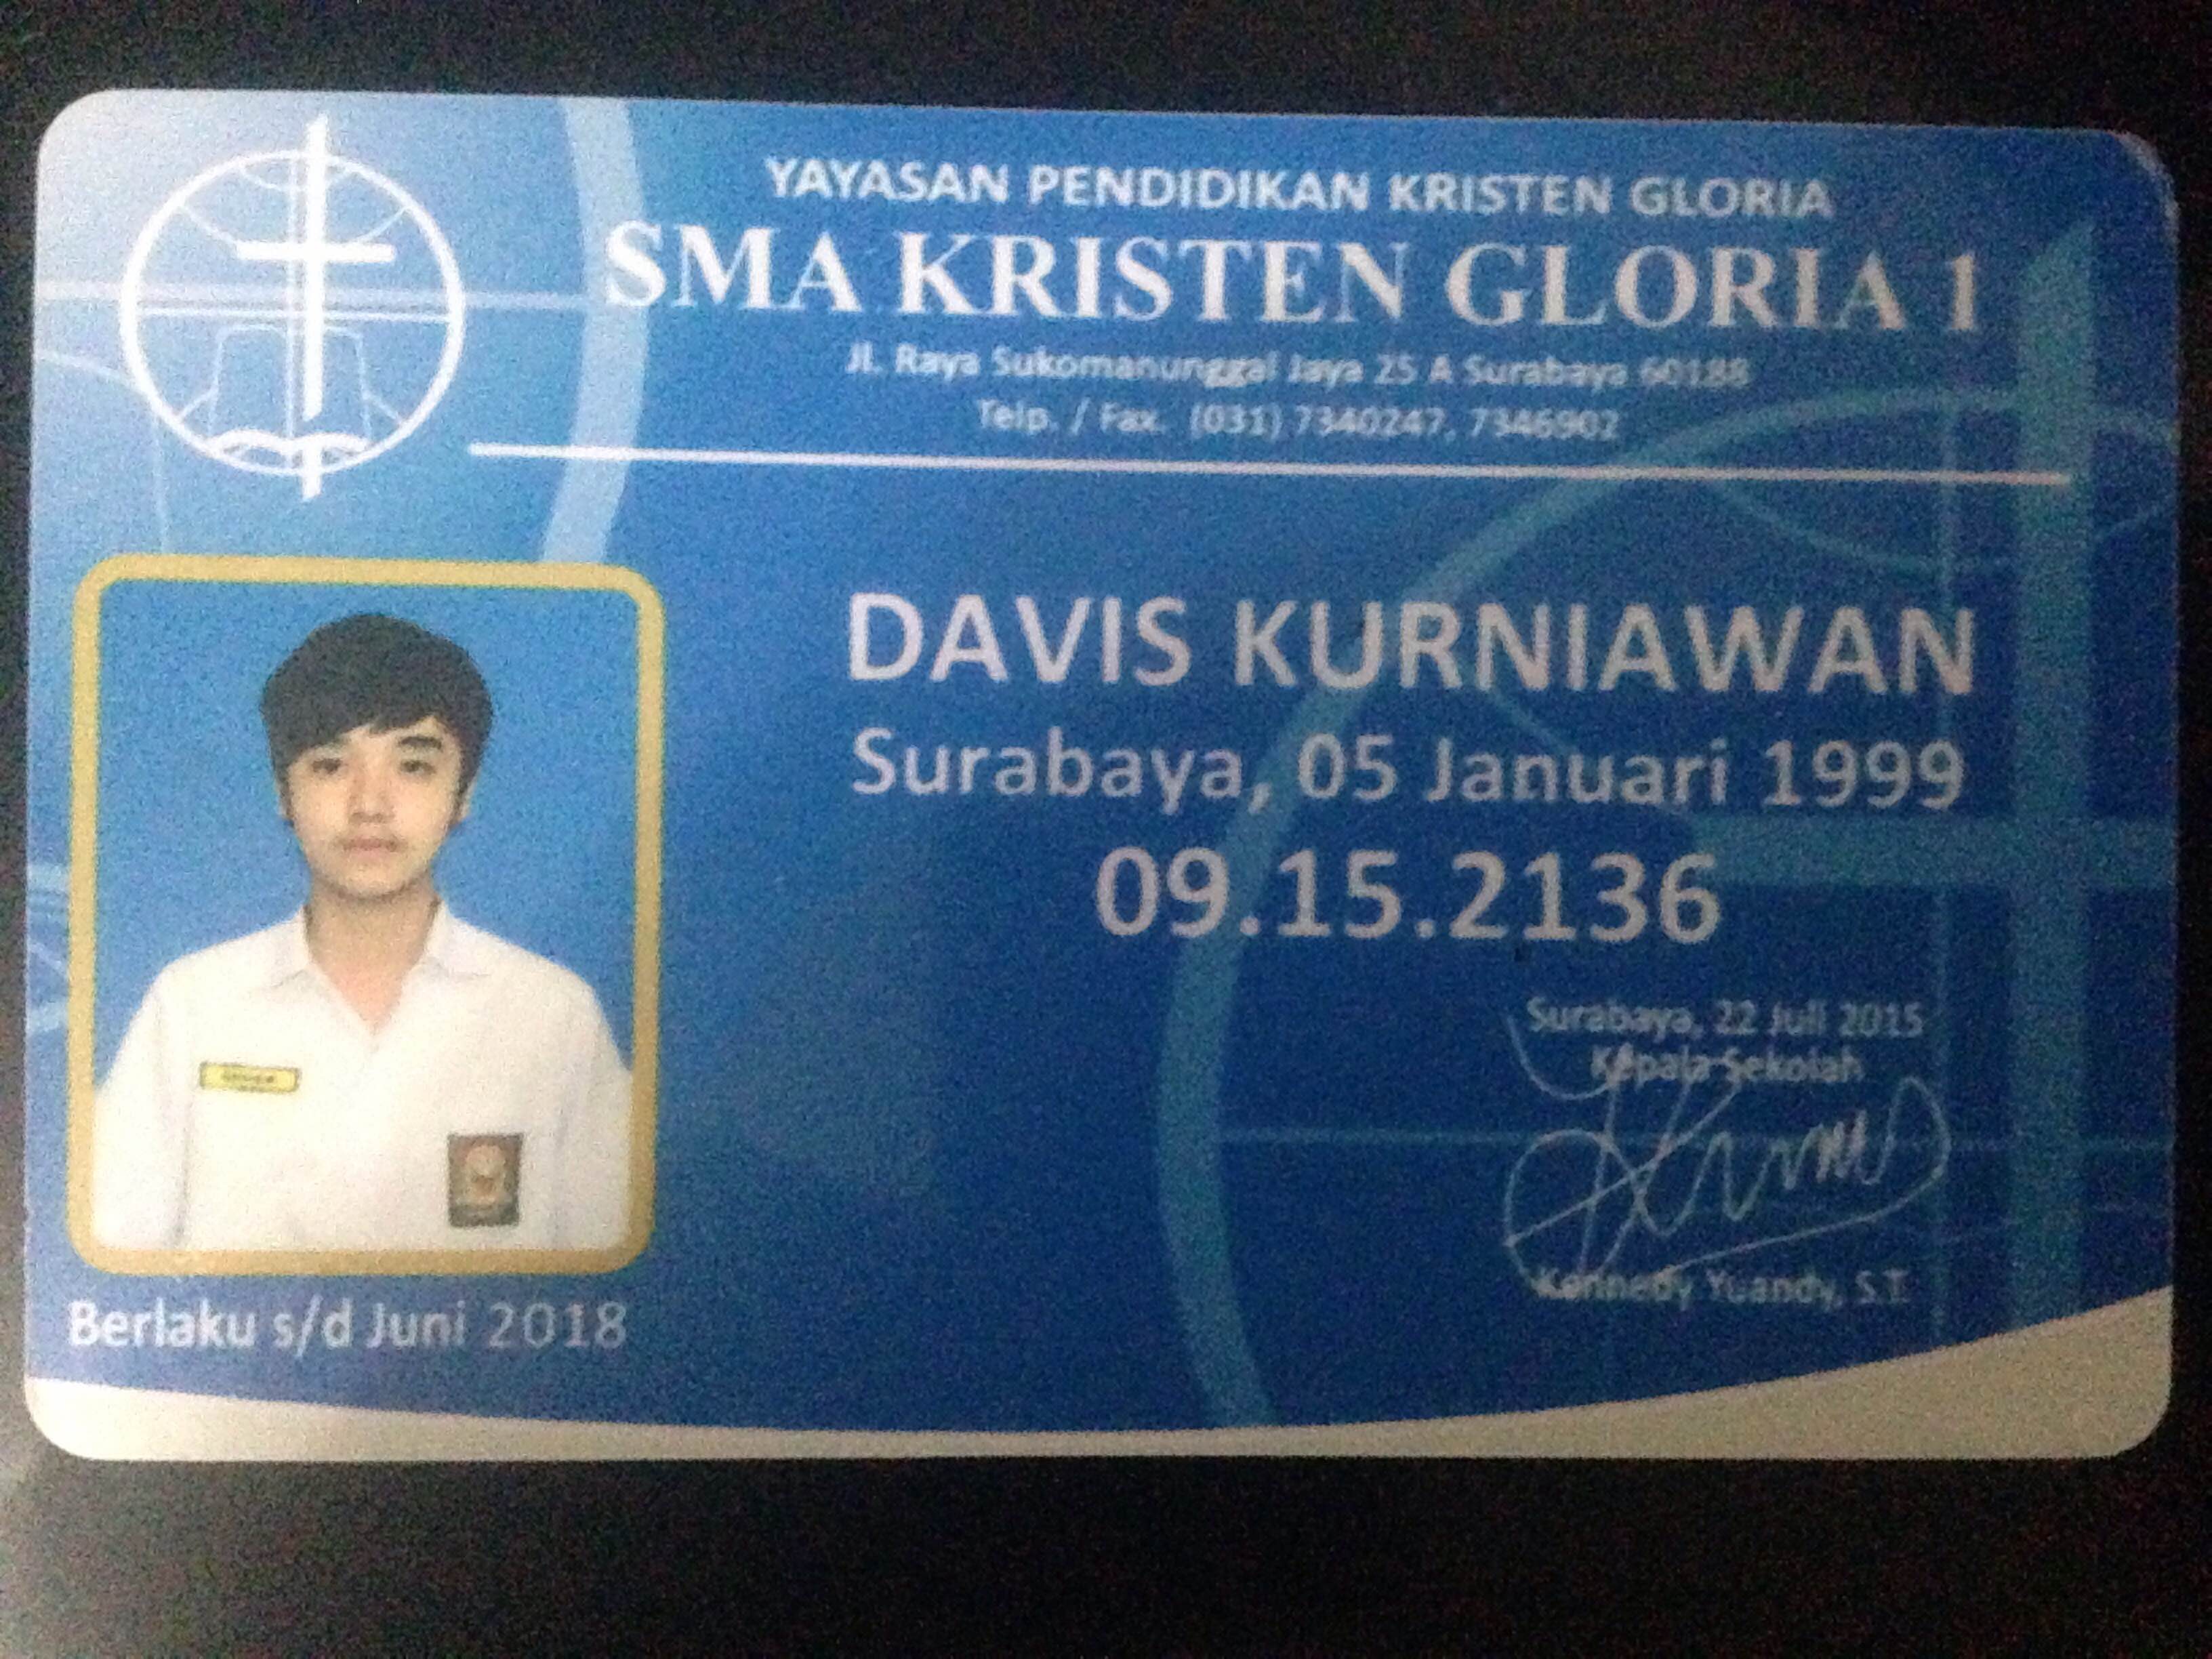 YAYASAN PENDIDIKAN KRISTEN GLORIA
SMA KRISTEN GLORIA 1
Jl. Raya Sukomanunggal Jaya 25 A Surabaya 60188
Telp. / Fax. (031) 7340247, 7346902
DAVIS KURNIAWAN
Surabaya, 05 Januari 1999
09.15.2136
Surabaya, 22 Juli 2015
Kepala Sekolah
Kennedy Yuandy, S.T.
Berlaku s/d Juni 2018